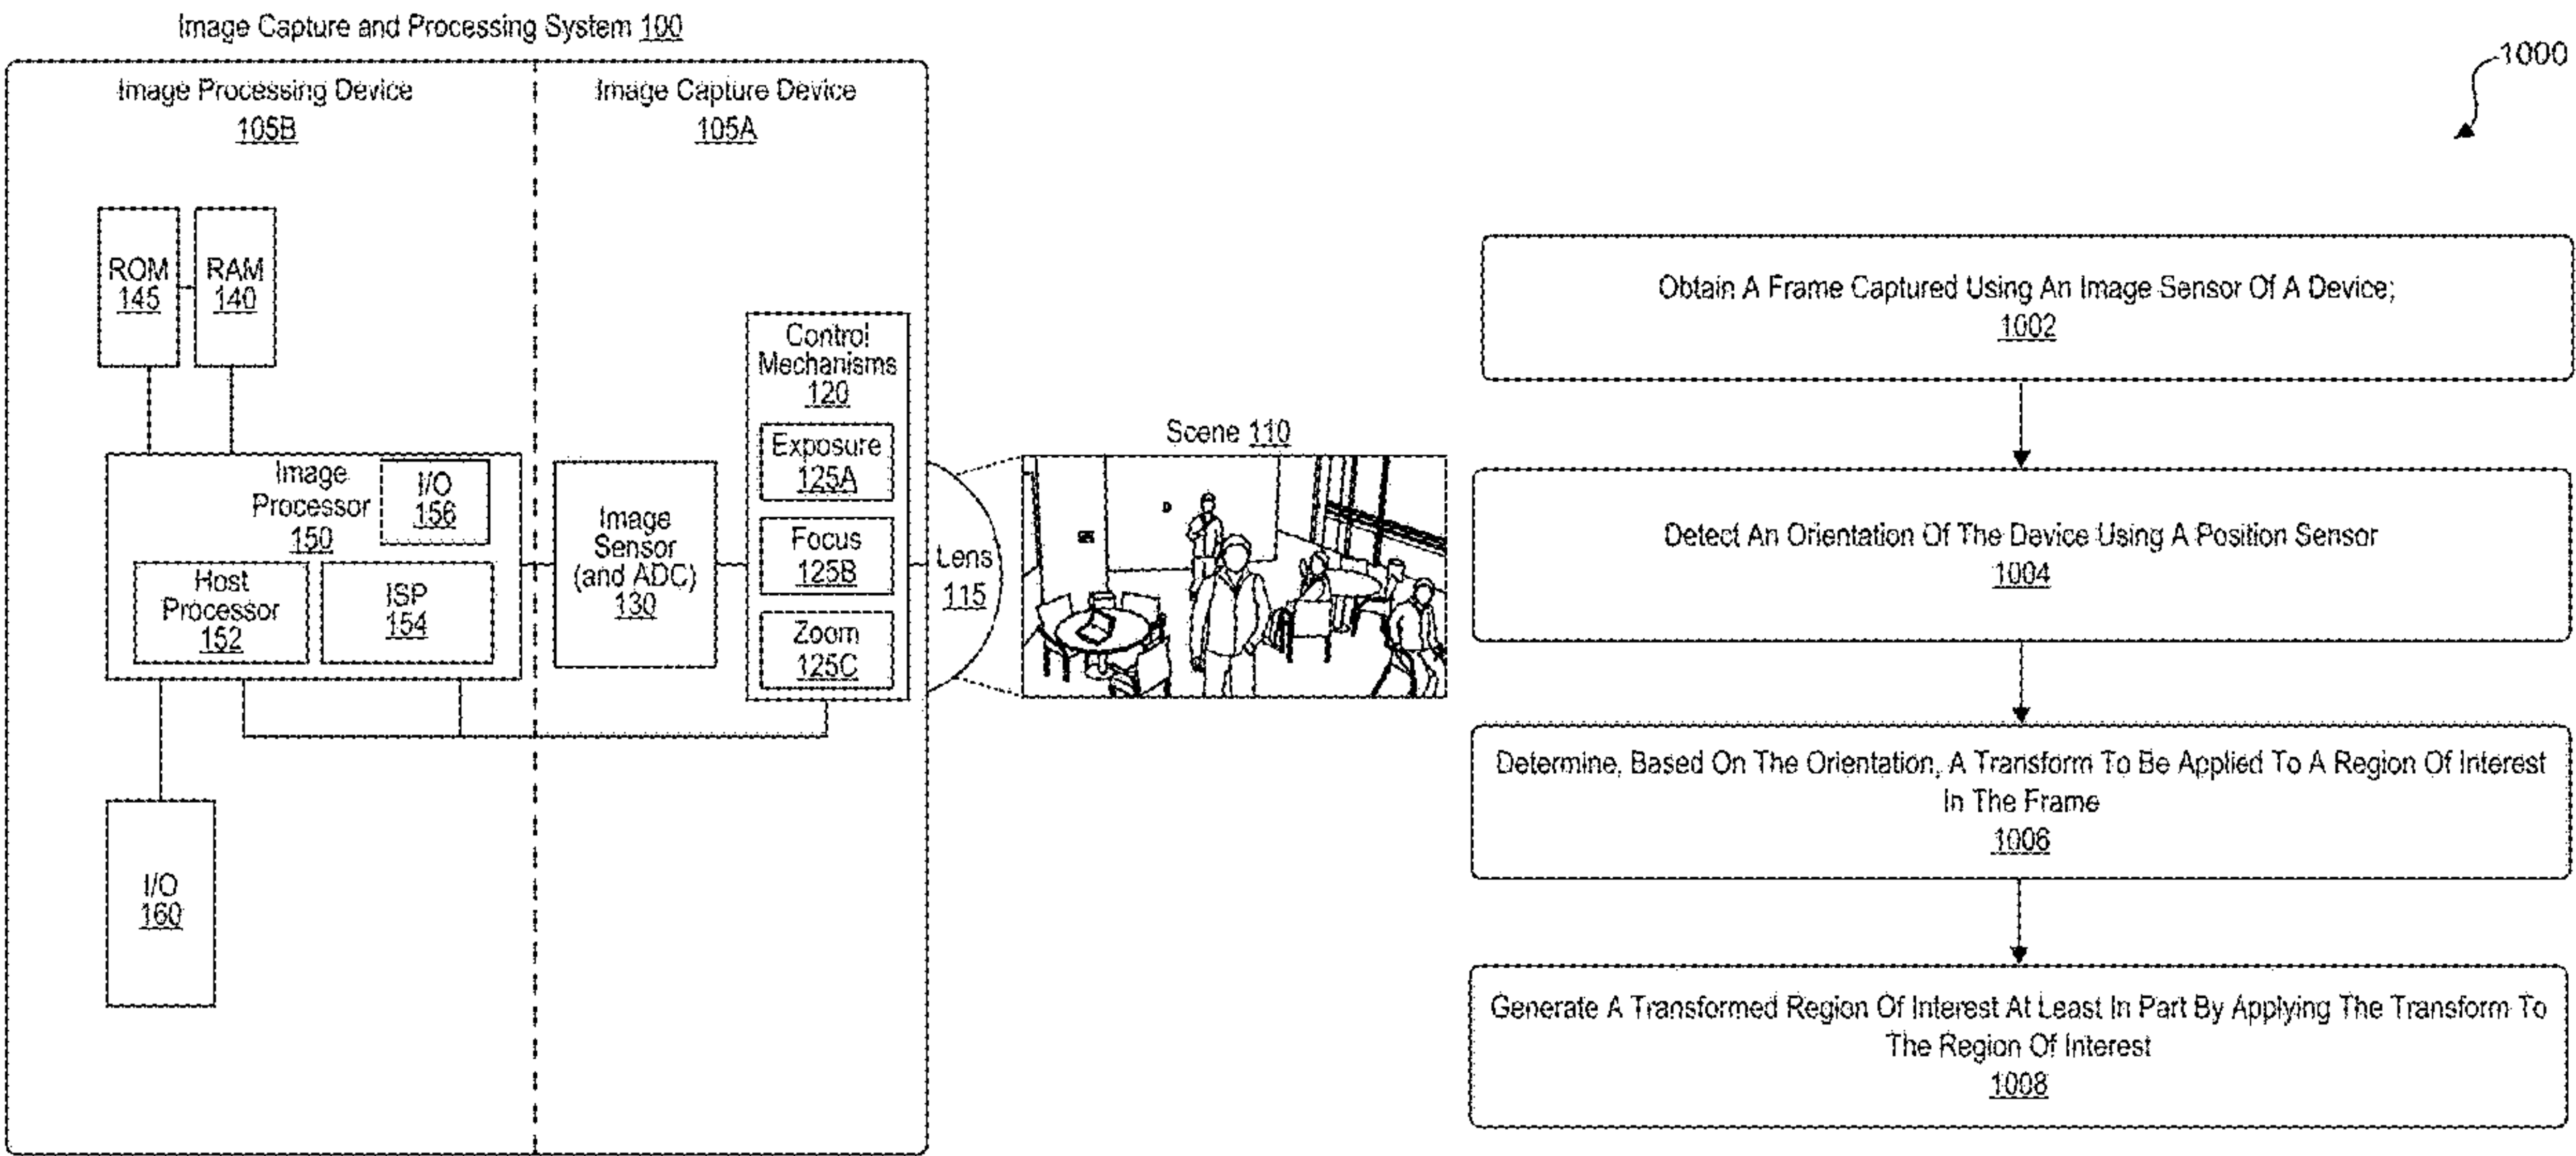 Image Capture and Processing System 100
Image Processing Device
105B
Image Capture Device
105A
ROM
145
RAM
140
Image
Processor
150
I/O
156
Host
Processor
152
ISP
154
I/O
160
Image
Sensor
(and ADC)
130
Control
Mechanisms
120
Exposure
125A
Focus
125B
Zoom
125C
Lens
115
Scene 110
1000
Obtain A Frame Captured Using An Image Sensor Of A Device;
1002
Detect An Orientation Of The Device Using A Position Sensor
1004
Determine, Based On The Orientation, A Transform To Be Applied To A Region Of Interest
In The Frame
1006
Generate A Transformed Region Of Interest At Least In Part By Applying The Transform To
The Region Of Interest
1008